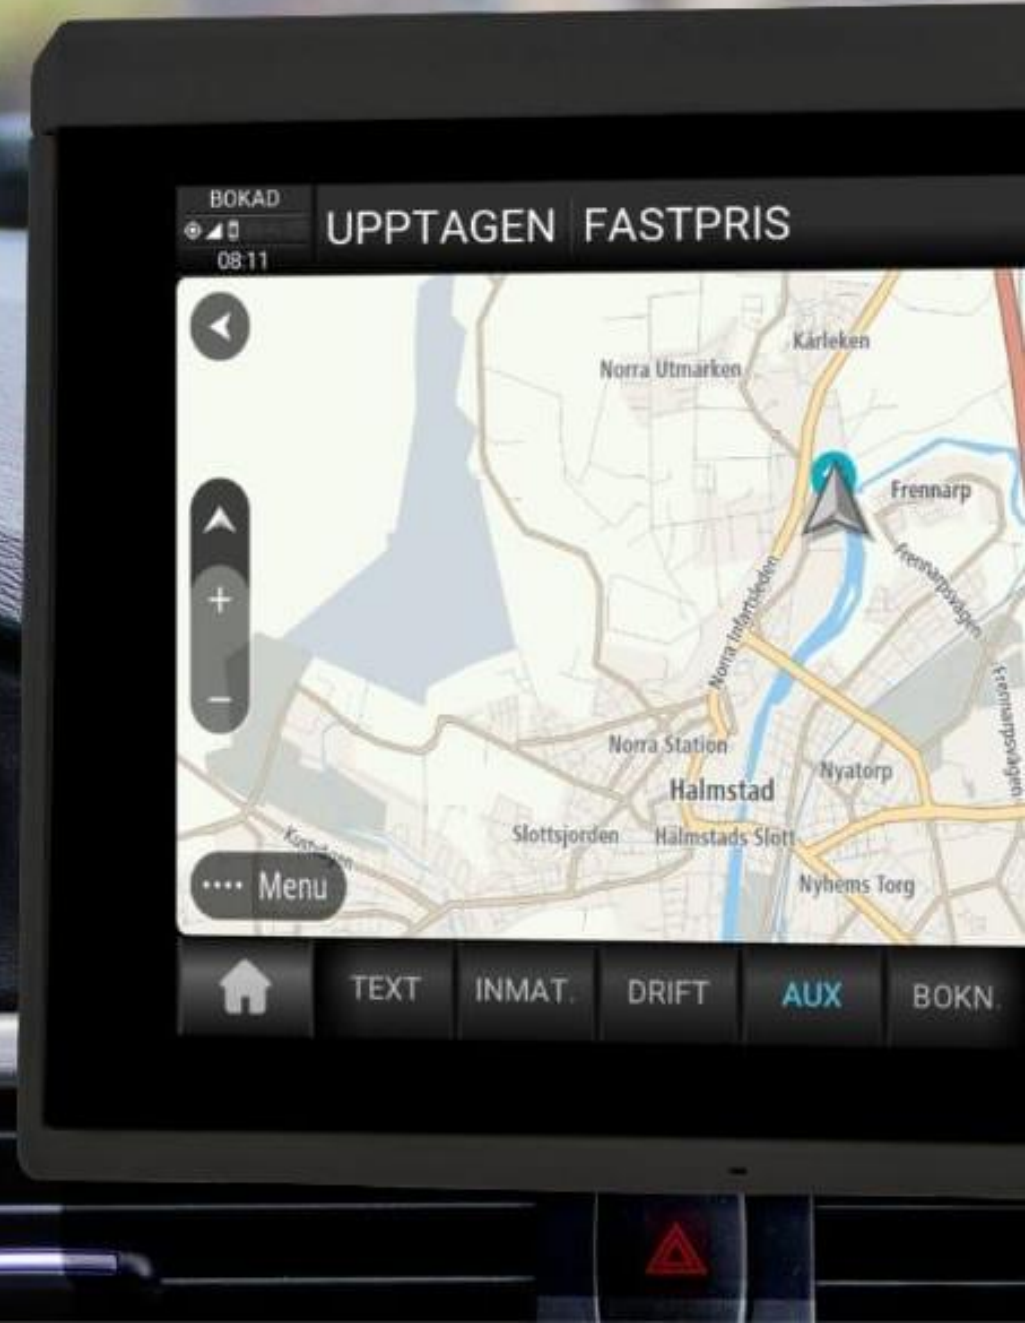 BOKAD
08:11
UPPTAGEN FASTPRIS
Kårleken
Norra Utmarken
Frennarp
Frennarpsvägen
Norra Infartsleden
Frennarpsvägen
Norra Station
Nyatorp
Halmstad
Slottsjorden
Halmstads Slott
Nyhems Torg
Menu
TEXT
INMAT.
DRIFT
AUX
BOKN.